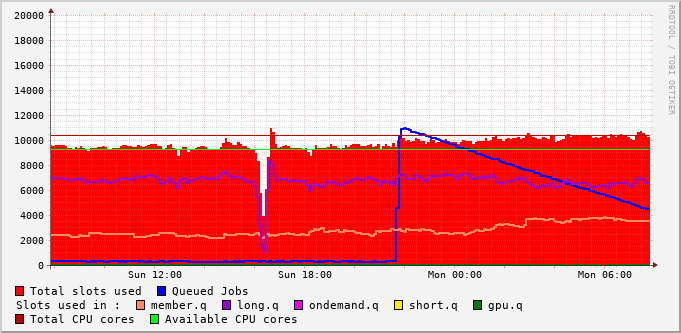 20000
18000
16000
14000
12000
10000
8000
6000
4000
2000
0
Sun 12:00 Sun 18:00 Mon 00:00 Mon 06:00
RRDTOOL / TOBI OETIKER
Total slots used Queued Jobs
Slots used in : member.q long.q ondemand.q short.q gpu.q
Total CPU cores Available CPU cores